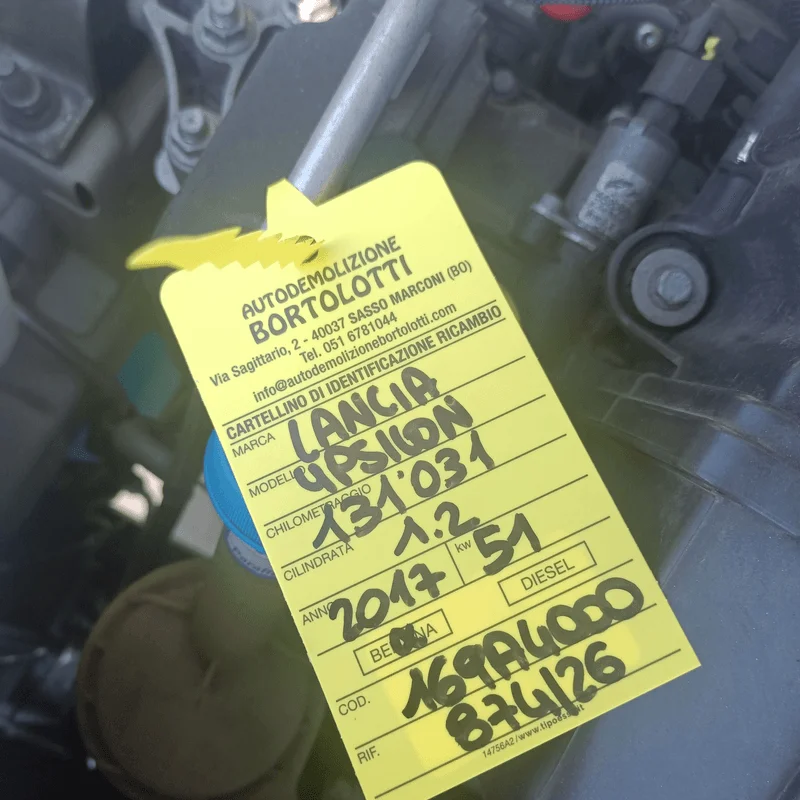 AUTODEMOLIZIONE
BORTOLOTTI
Via Sagittario, 2 - 40037 SASSO MARCONI (BO)
Tel. 051 6781044
info@autodemolizionebortolotti.com
CARTELLINO DI IDENTIFICAZIONE RICAMBIO
MARCA LANCIA
MODELLO YPSILON
CHILOMETRAGGIO 131'031
CILINDRATA 1.2
ANNO 2017 kw 51
BENZINA DIESEL
COD. 169A4000
RIF. 874/26